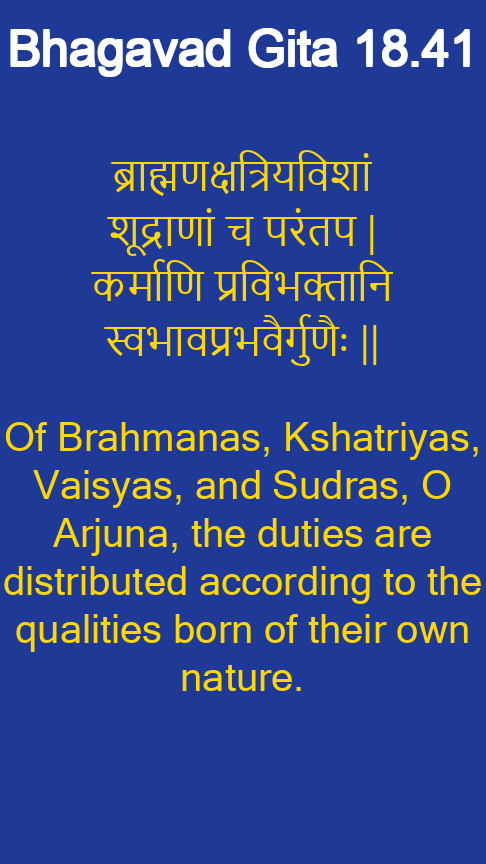 Bhagavad Gita 18.41
ब्राह्मणक्षत्रियविशां
शूद्राणां च परंतप |
कर्माणि प्रविभक्तानि
स्वभावप्रभवैर्गुणैः ||
Of Brahmanas, Kshatriyas,
Vaisyas, and Sudras, O
Arjuna, the duties are
distributed according to the
qualities born of their own
nature.